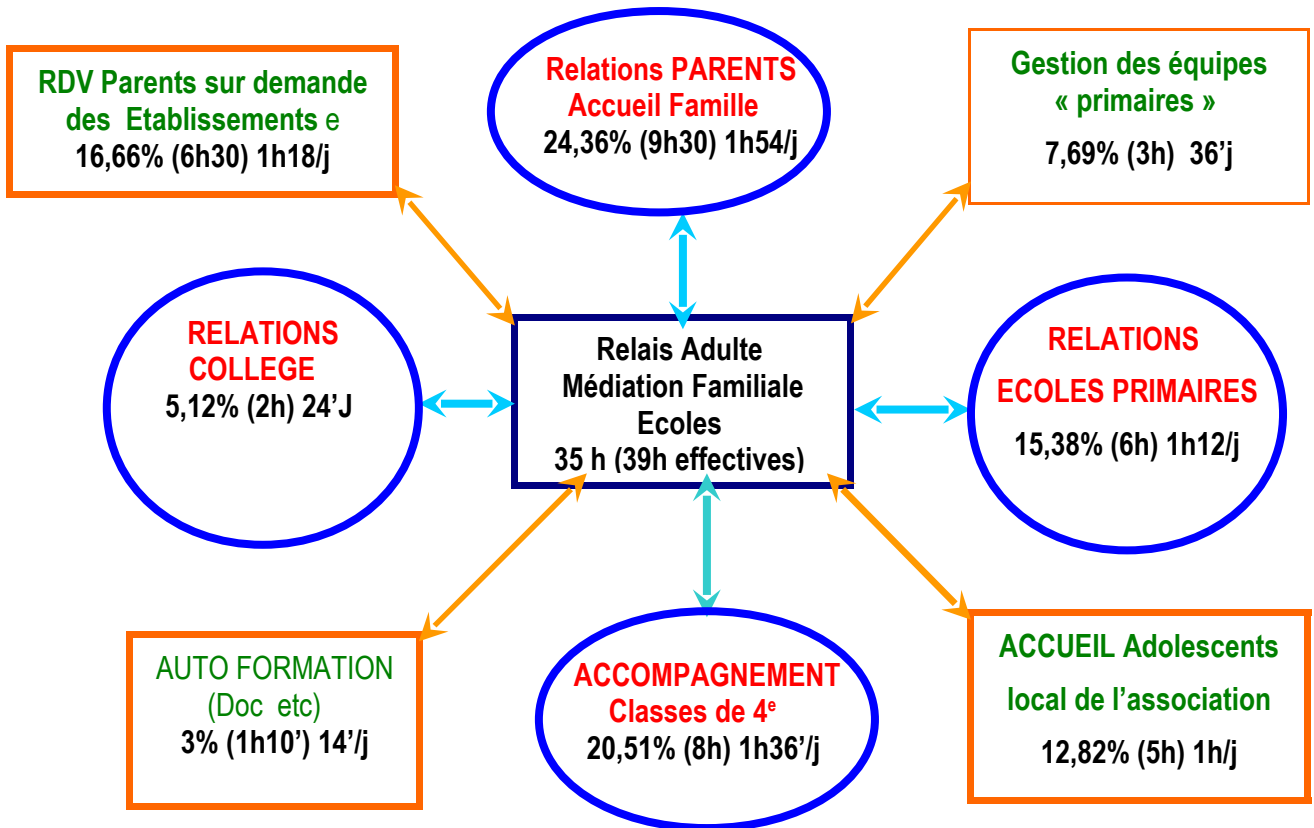 RDV Parents sur demande
des Etablissements e
16,66% (6h30) 1h18/j
Relations PARENTS
Accueil Famille
24,36% (9h30) 1h54/j
Gestion des équipes
« primaires »
7,69% (3h) 36’j
RELATIONS
COLLEGE
5,12% (2h) 24’J
Relais Adulte
Médiation Familiale
Ecoles
35 h (39h effectives)
RELATIONS
ECOLES PRIMAIRES
15,38% (6h) 1h12/j
AUTO FORMATION
(Doc etc)
3% (1h10’) 14’/j
ACCOMPAGNEMENT
Classes de 4e
20,51% (8h) 1h36’/j
ACCUEIL Adolescents
local de l’association
12,82% (5h) 1h/j